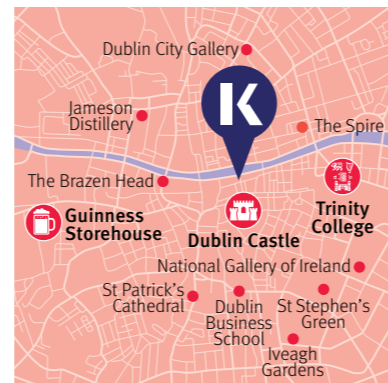 Dublin City Gallery
K
Jameson
Distillery
The Spire
The Brazen Head
Guinness
Storehouse
Dublin Castle
Trinity
College
National Gallery of Ireland
St Patrick's
Cathedral
Dublin
Business
School
St Stephen's
Green
Iveagh
Gardens